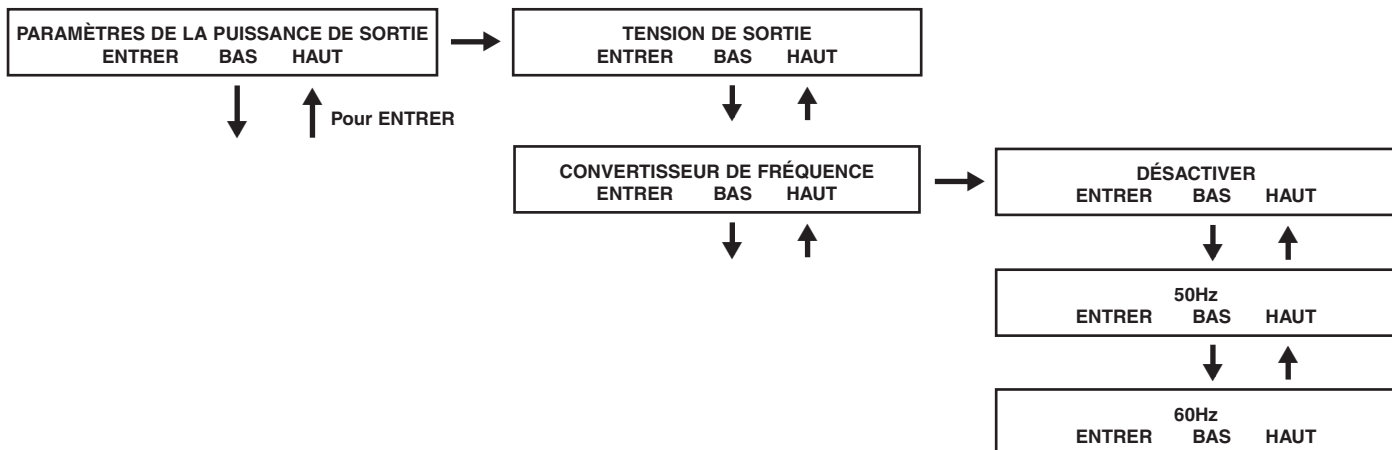 PARAMÈTRES DE LA PUISSANCE DE SORTIE
ENTRER BAS HAUT
Pour ENTRER
TENSION DE SORTIE
ENTRER BAS HAUT
CONVERTISSEUR DE FRÉQUENCE
ENTRER BAS HAUT
DÉSACTIVER
ENTRER BAS HAUT
50Hz
ENTRER BAS HAUT
60Hz
ENTRER BAS HAUT